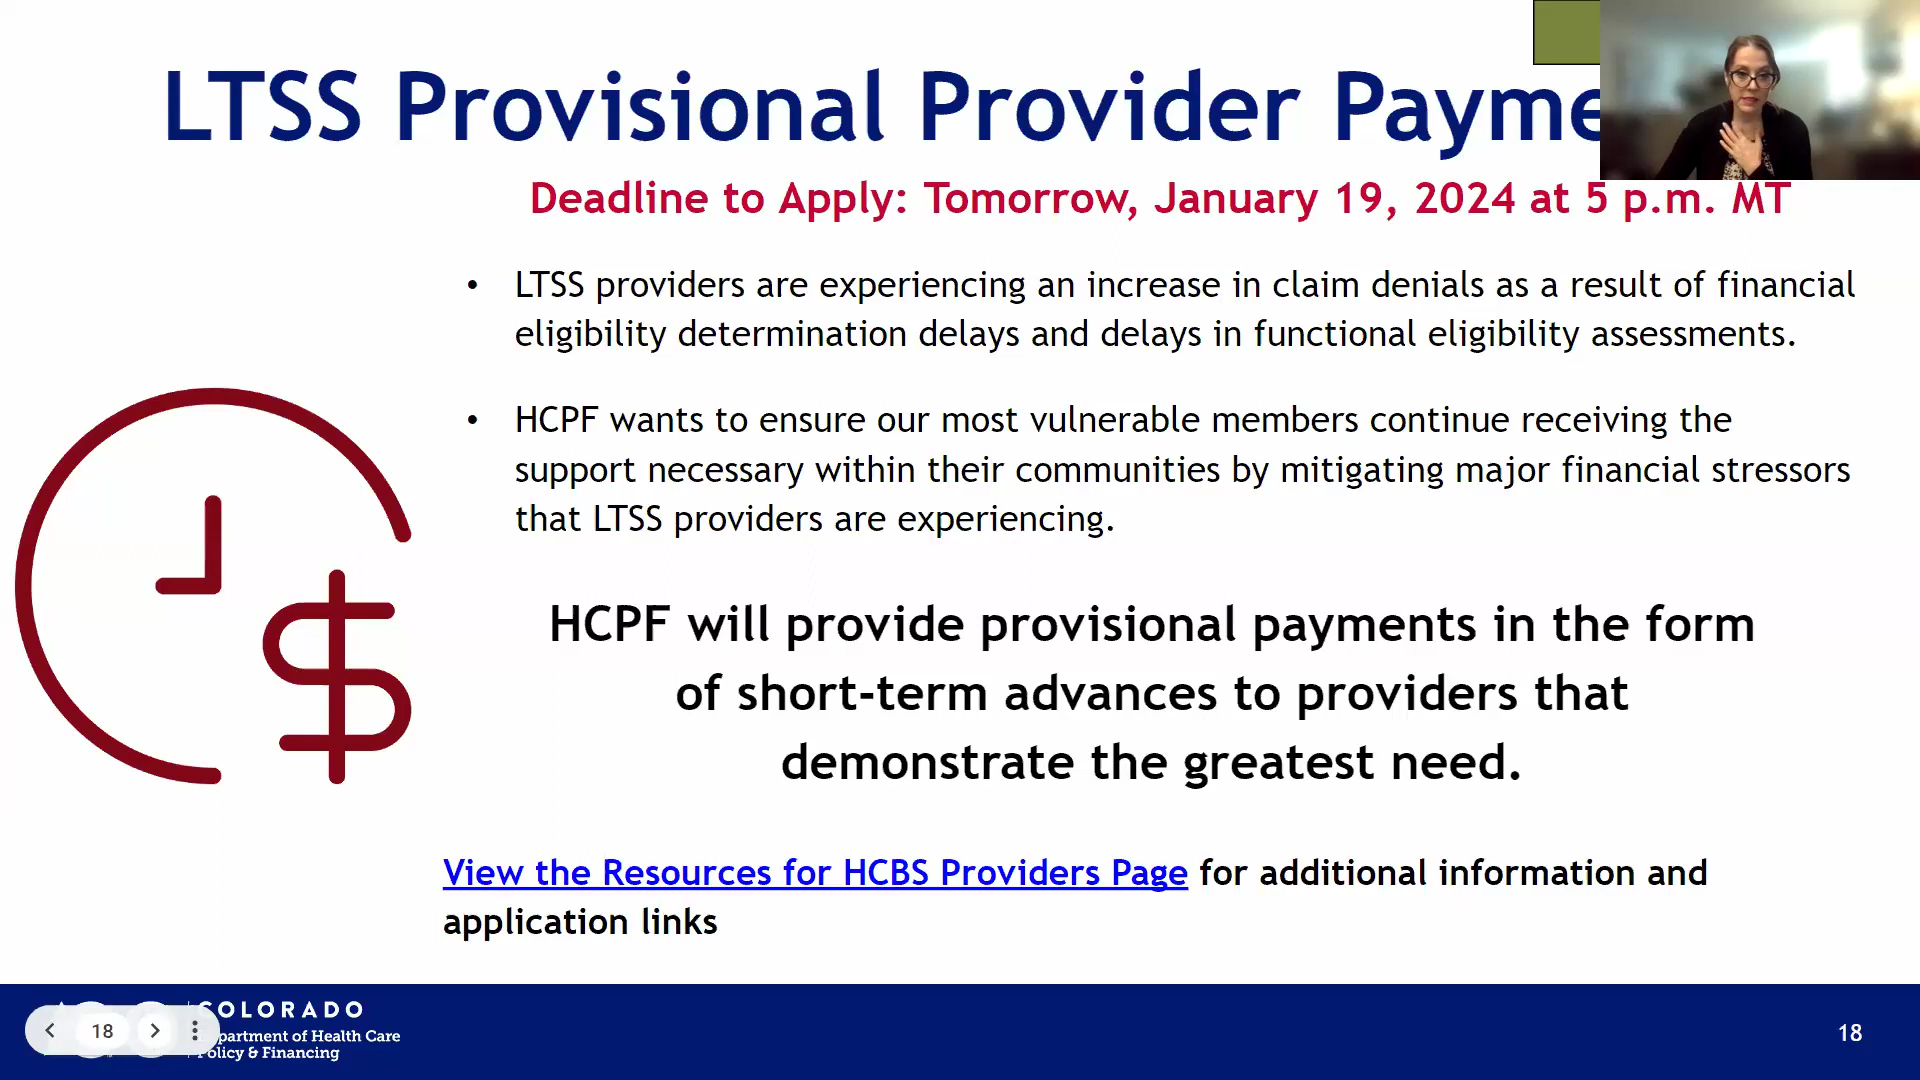 LTSS Provisional Provider Payme
Deadline to Apply: Tomorrow, January 19, 2024 at 5 p.m. MT
• LTSS providers are experiencing an increase in claim denials as a result of financial
eligibility determination delays and delays in functional eligibility assessments.
• HCPF wants to ensure our most vulnerable members continue receiving the
support necessary within their communities by mitigating major financial stressors
that LTSS providers are experiencing.
HCPF will provide provisional payments in the form
of short-term advances to providers that
demonstrate the greatest need.
View the Resources for HCBS Providers Page for additional information and
application links
COLORADO
partment of Health Care
Policy & Financing
18
18